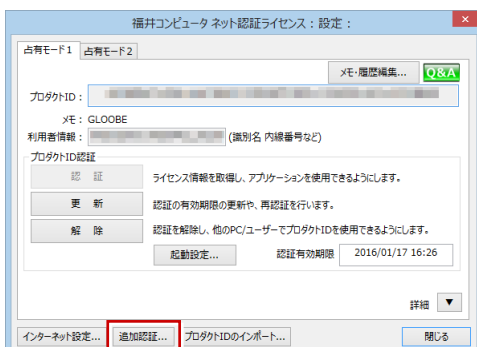 福井コンピュータ ネット認証ライセンス：設定：
占有モード1 占有モード2
メモ・履歴編集... Q&A
プロダクトID：
メモ： GLOOBE
利用者情報： (識別名 内線番号など)
プロダクトID認証
認 証 ライセンス情報を取得し、アプリケーションを使用できるようにします。
更 新 認証の有効期限の更新や、再認証を行います。
解 除 認証を解除し、他のPC/ユーザーでプロダクトIDを使用できるようにします。
起動設定... 認証有効期限 2016/01/17 16:26
詳細 ▼
インターネット設定... 追加認証... プロダクトIDのインポート... 閉じる